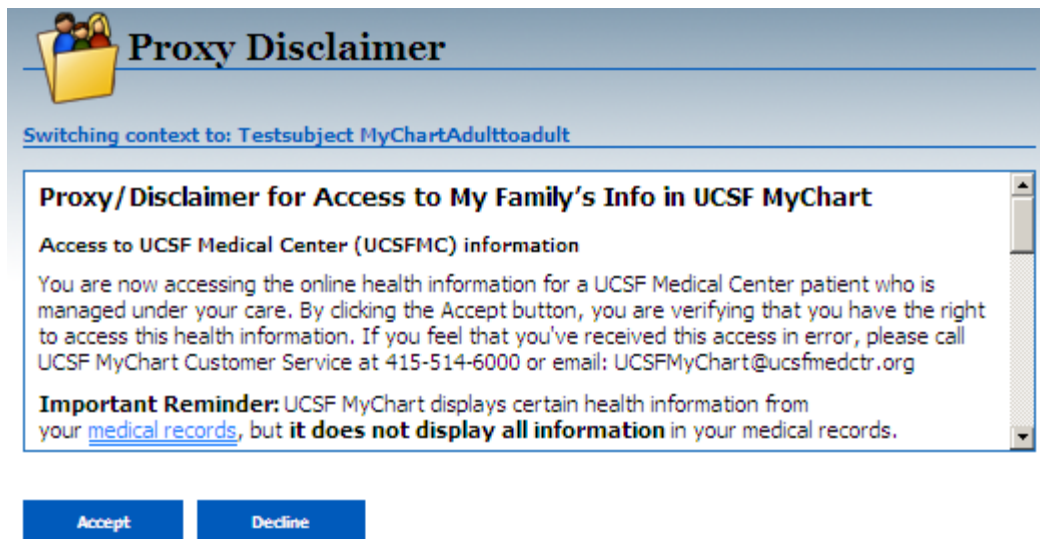 Proxy Disclaimer
Switching context to: Testsubject MyChartAdulttoadult
Proxy/Disclaimer for Access to My Family's Info in UCSF MyChart
Access to UCSF Medical Center (UCSFMC) information
You are now accessing the online health information for a UCSF Medical Center patient who is
managed under your care. By clicking the Accept button, you are verifying that you have the right
to access this health information. If you feel that you've received this access in error, please call
UCSF MyChart Customer Service at 415-514-6000 or email: UCSFMyChart@ucsfmedctr.org
Important Reminder: UCSF MyChart displays certain health information from
your medical records, but it does not display all information in your medical records.
Accept Decline